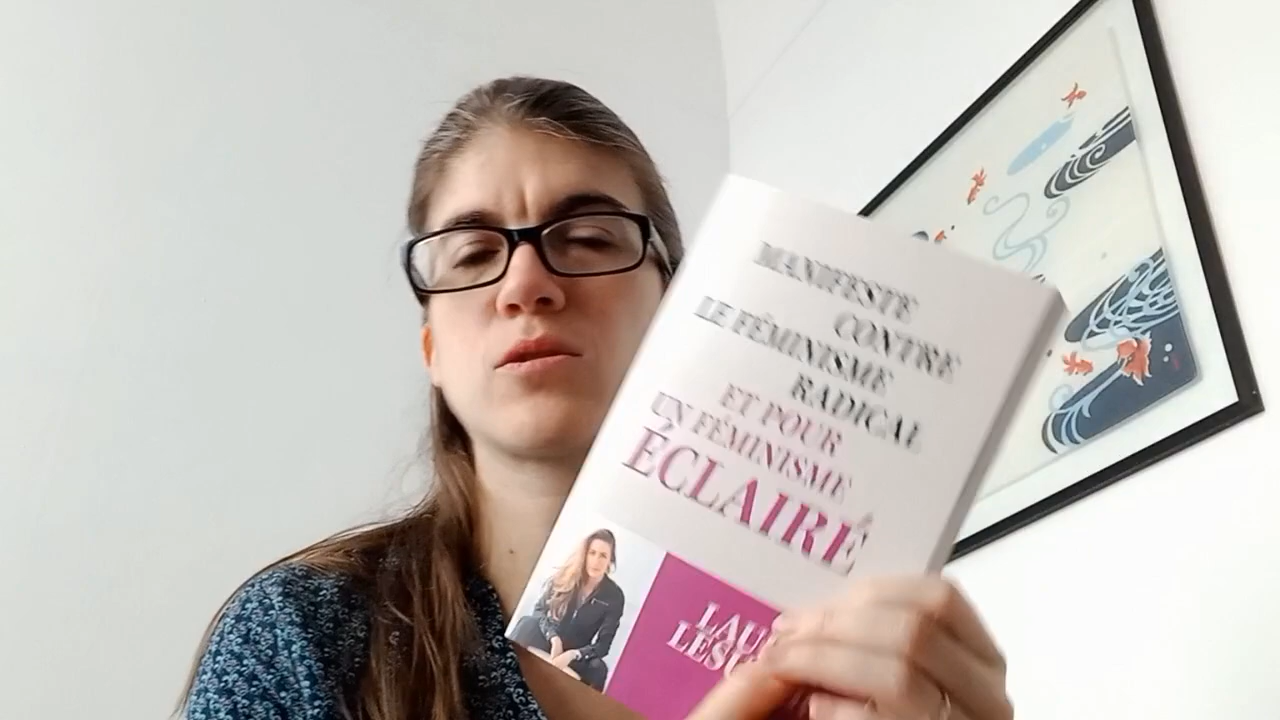 MANIFESTE
CONTRE
LE FÉMINISME
RADICAL
ET POUR
UN FÉMINISME
ÉCLAIRÉ